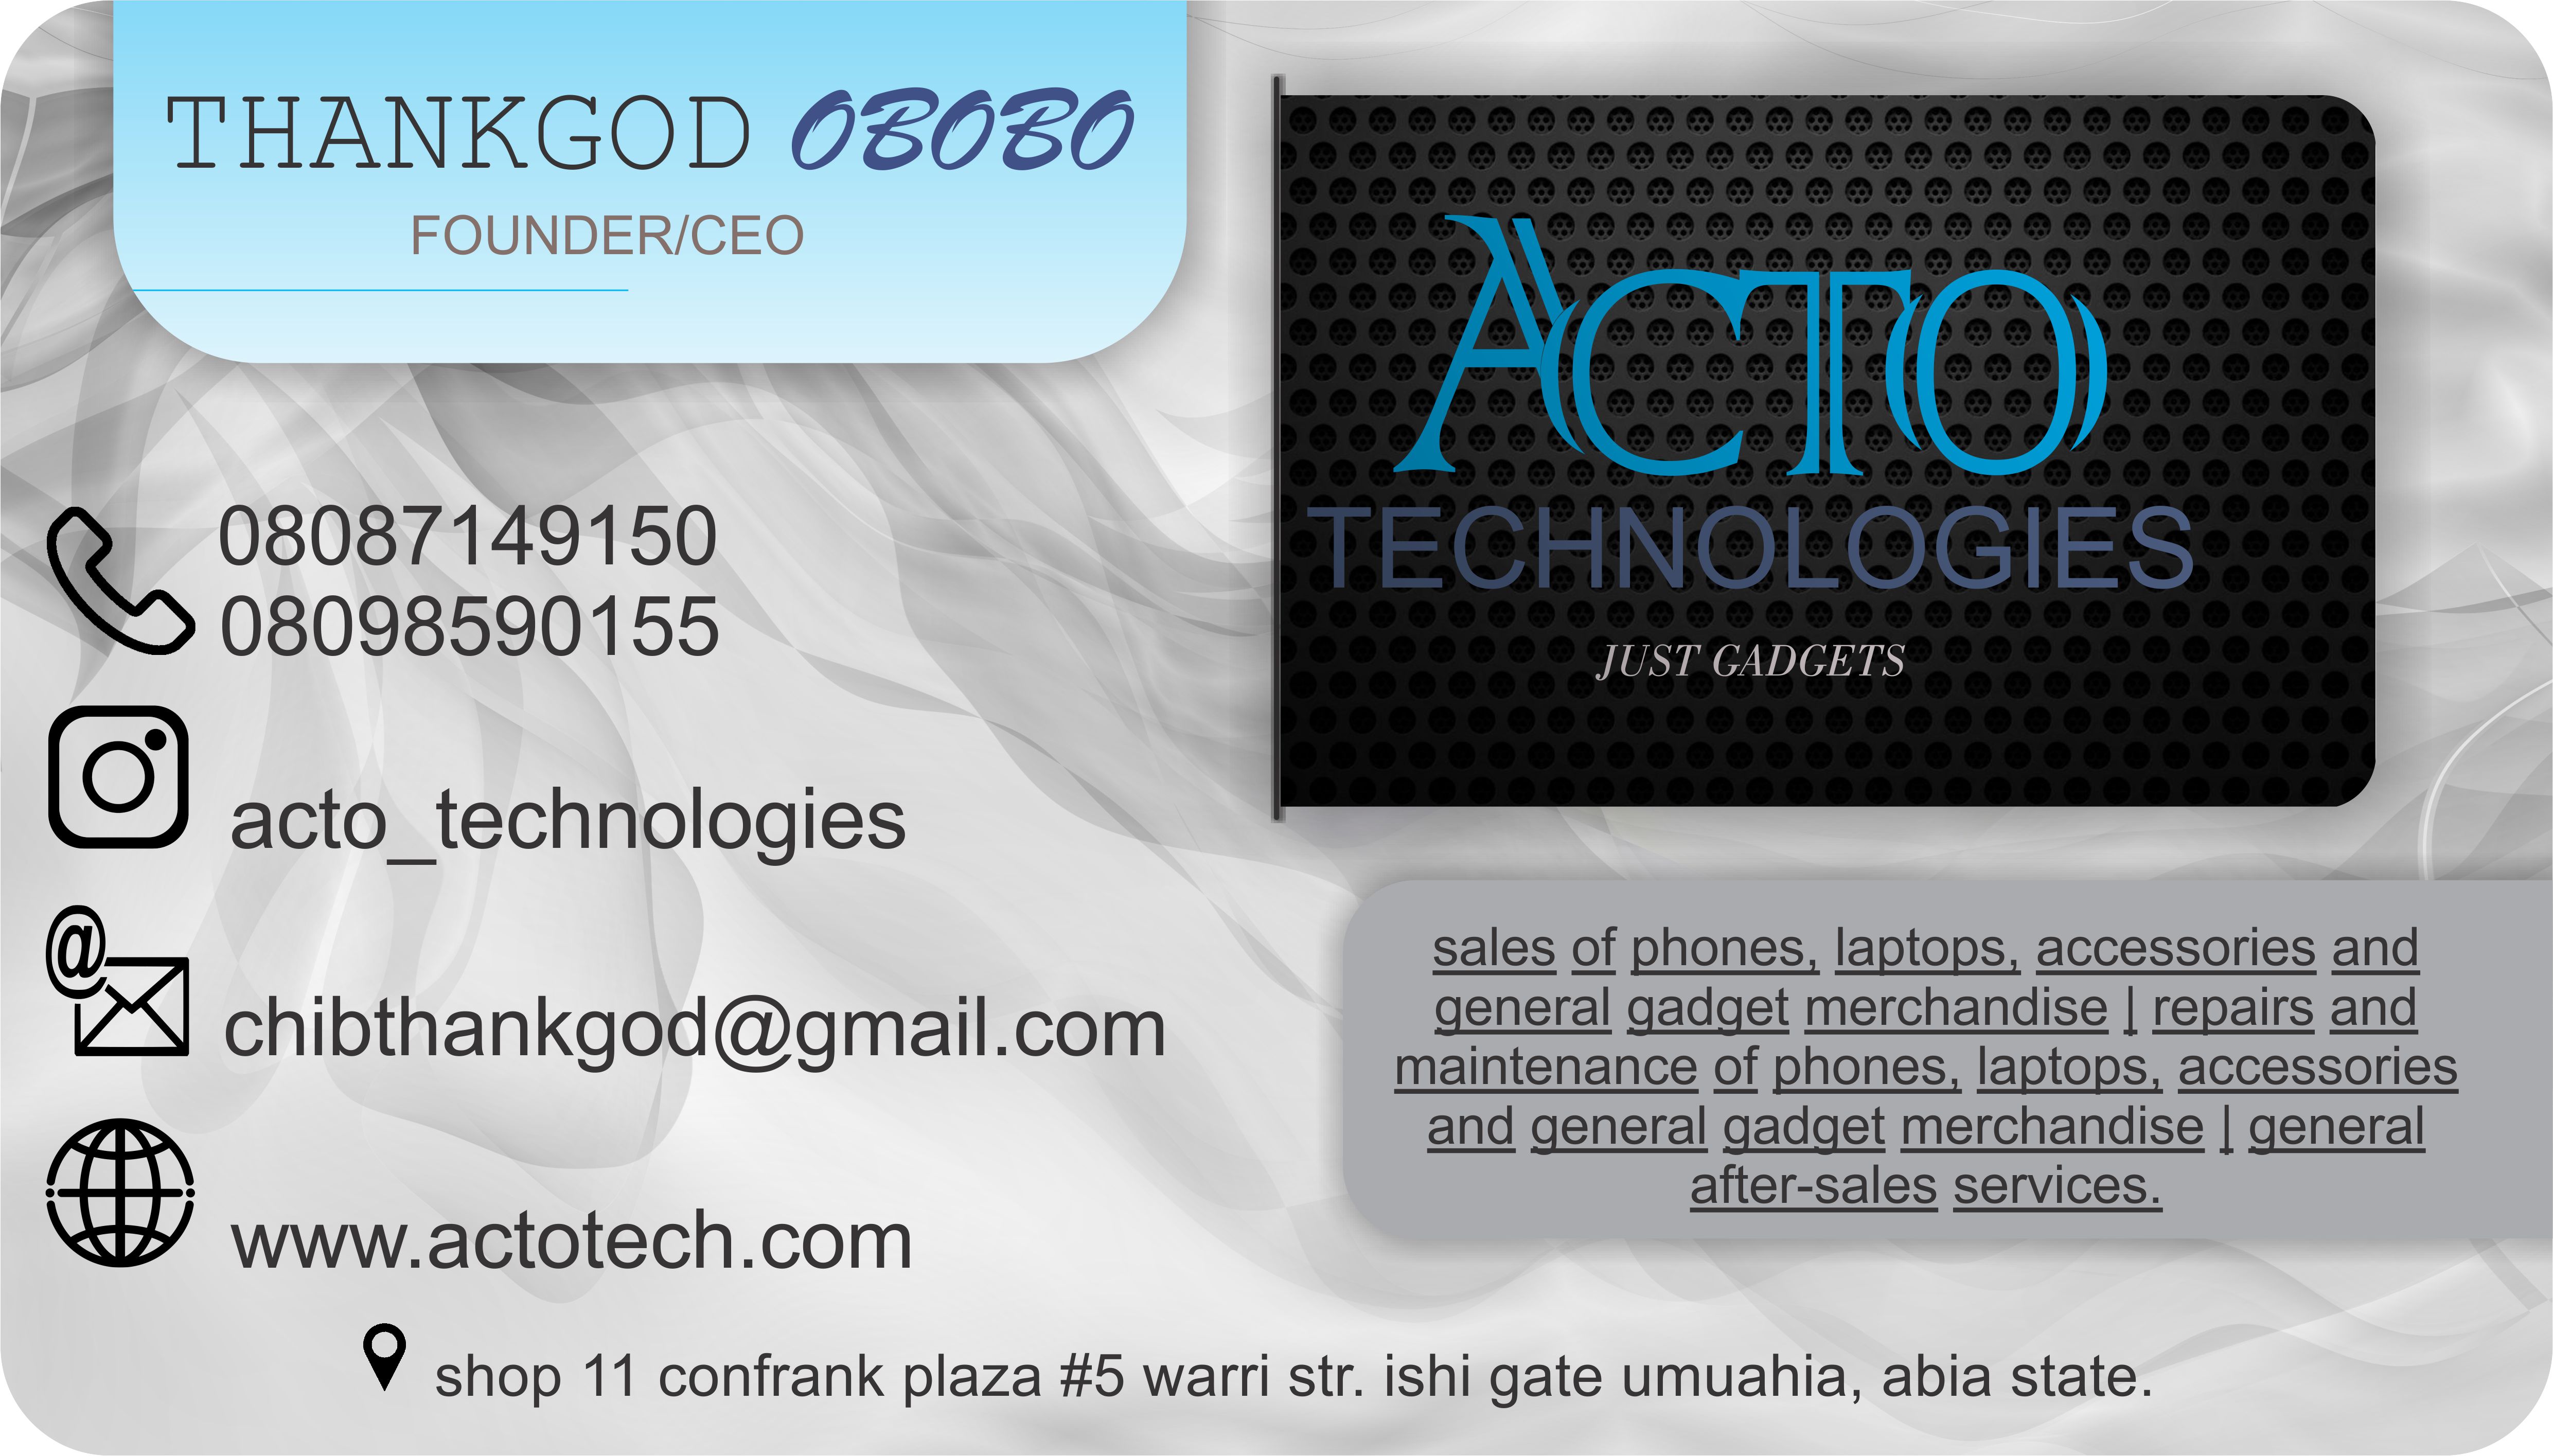 THANKGOD OBOBO
FOUNDER/CEO
08087149150
08098590155
acto_technologies
@
chibthankgod@gmail.com
www.actotech.com
ACTO
TECHNOLOGIES
JUST GADGETS
sales of phones, laptops, accessories and
general gadget merchandise | repairs and
maintenance of phones, laptops, accessories
and general gadget merchandise | general
after-sales services.
shop 11 confrank plaza #5 warri str. ishi gate umuahia, abia state.